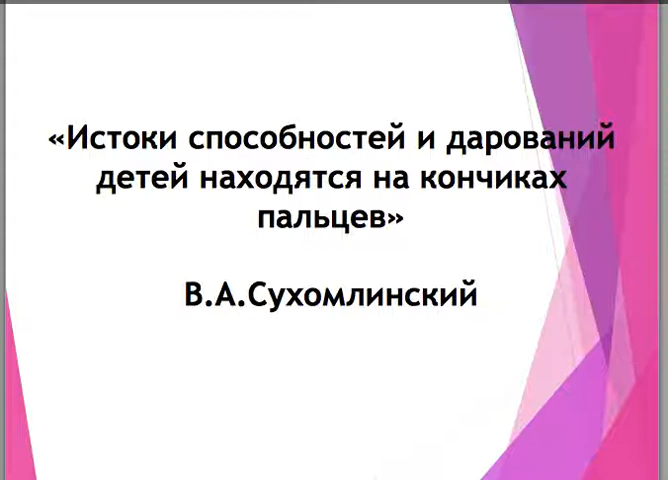 «Истоки способностей и дарований
детей находятся на кончиках
пальцев»
В.А.Сухомлинский